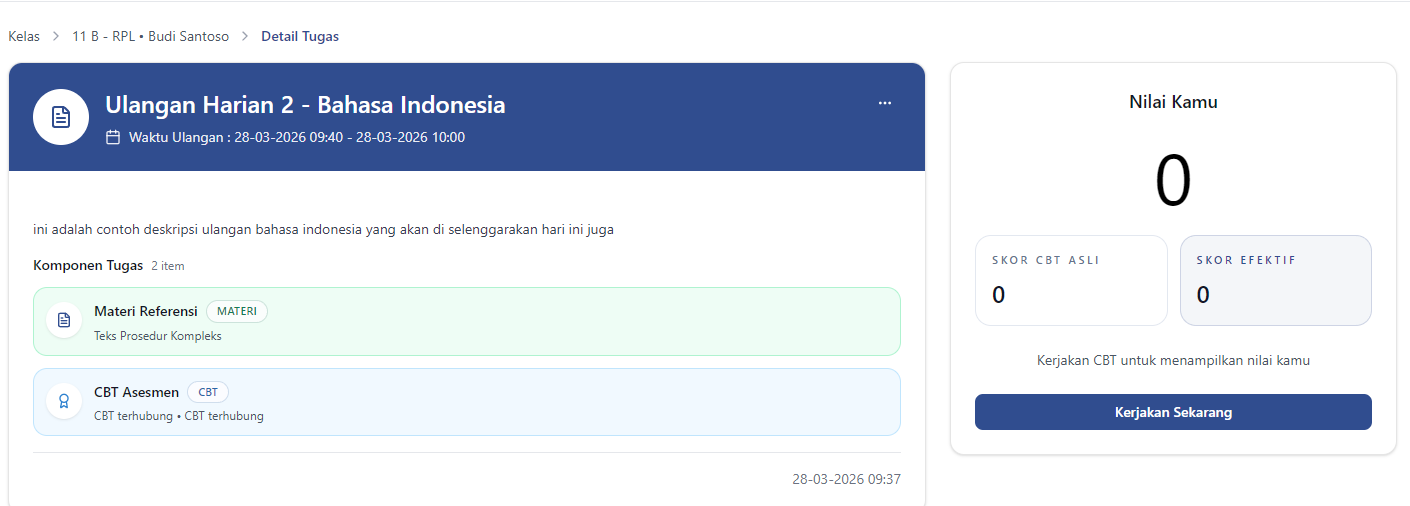 Kelas > 11 B - RPL • Budi Santoso > Detail Tugas
Ulangan Harian 2 - Bahasa Indonesia
...
Waktu Ulangan : 28-03-2026 09:40 - 28-03-2026 10:00
ini adalah contoh deskripsi ulangan bahasa indonesia yang akan di selenggarakan hari ini juga
Komponen Tugas 2 item
Materi Referensi MATERI
Teks Prosedur Kompleks
CBT Asesmen CBT
CBT terhubung • CBT terhubung
28-03-2026 09:37
Nilai Kamu
0
SKOR CBT ASLI
0
SKOR EFEKTIF
0
Kerjakan CBT untuk menampilkan nilai kamu
Kerjakan Sekarang